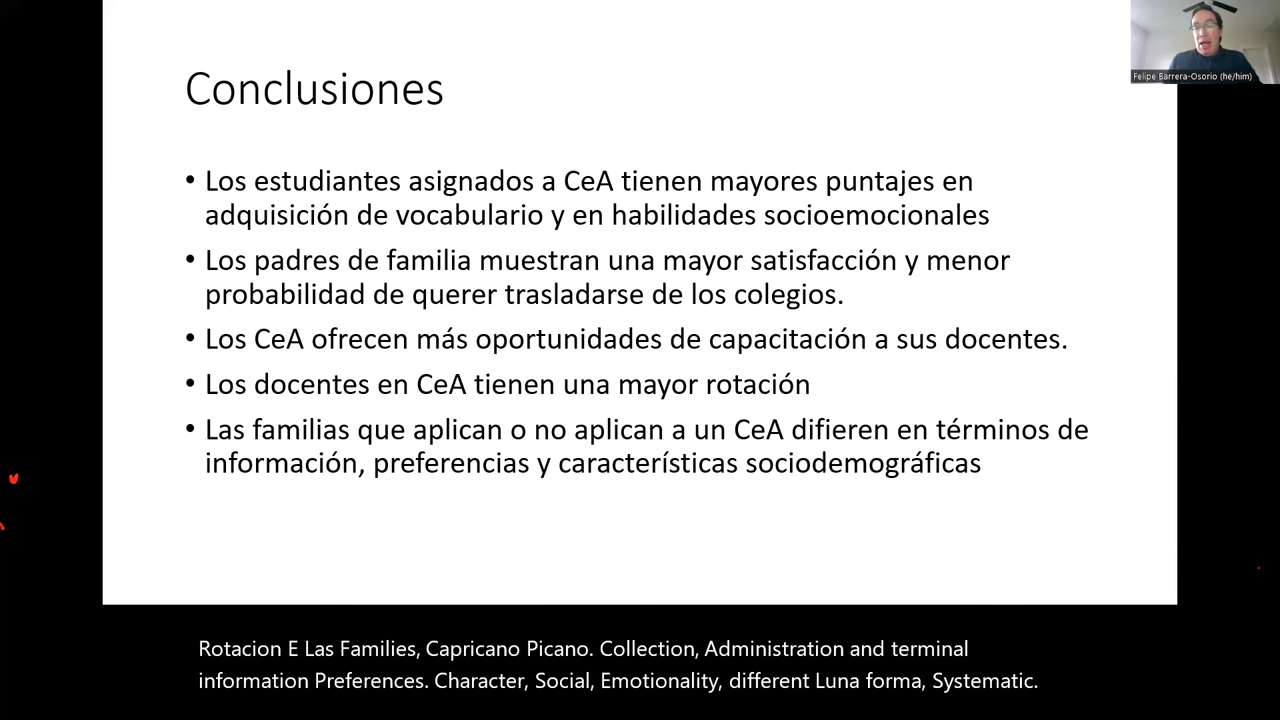 Conclusiones
Felipe Barrera-Osorio (he/him)
• Los estudiantes asignados a CeA tienen mayores puntajes en
adquisición de vocabulario y en habilidades socioemocionales
• Los padres de familia muestran una mayor satisfacción y menor
probabilidad de querer trasladarse de los colegios.
• Los CeA ofrecen más oportunidades de capacitación a sus docentes.
• Los docentes en CeA tienen una mayor rotación
• Las familias que aplican o no aplican a un CeA difieren en términos de
información, preferencias y características sociodemográficas
Rotacion E Las Families, Capricano Picano. Collection, Administration and terminal
information Preferences. Character, Social, Emotionality, different Luna forma, Systematic.